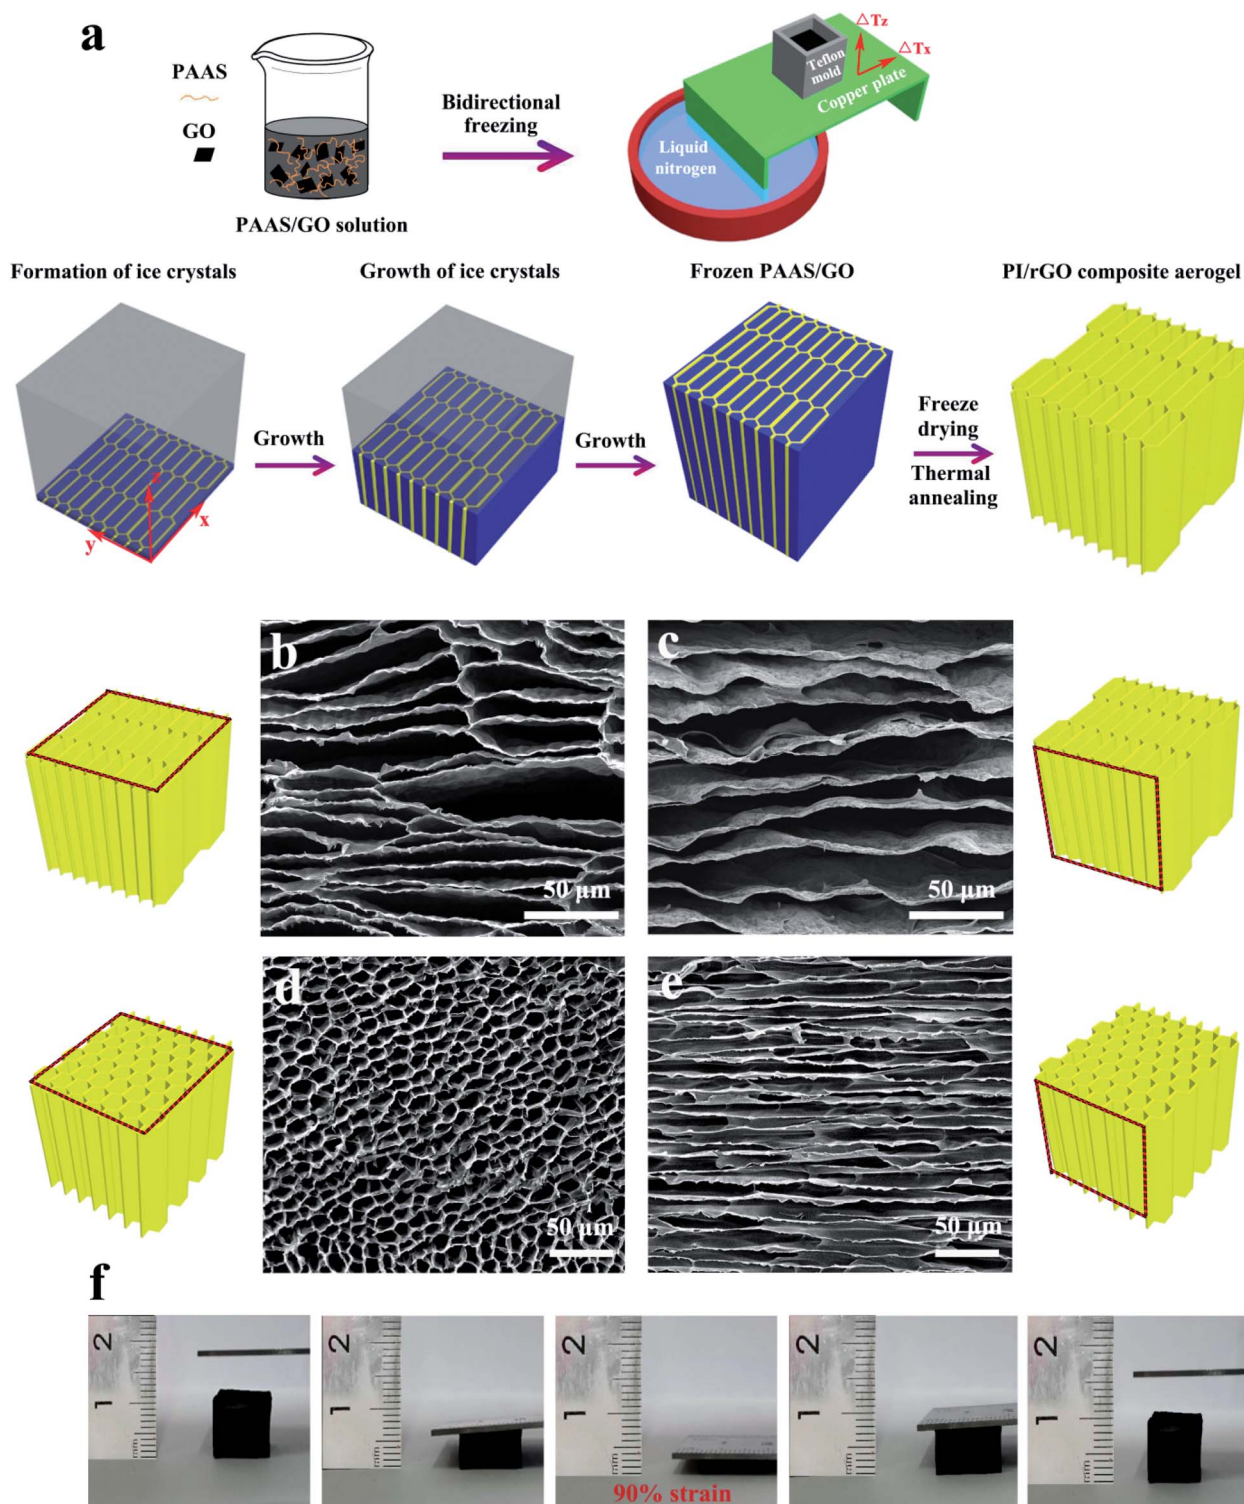 a
PAAS
GO
PAAS/GO solution
Bidirectional
freezing
△Tz
△Tx
Teflon
mold
Copper plate
Liquid
nitrogen
Formation of ice crystals
Growth of ice crystals
Frozen PAAS/GO
PI/rGO composite aerogel
z
x
y
Growth
Growth
Freeze
drying
Thermal
annealing
b
50 µm
c
50 µm
d
50 µm
e
50 µm
f
2
1
2
1
2
1
90% strain
2
1
2
1